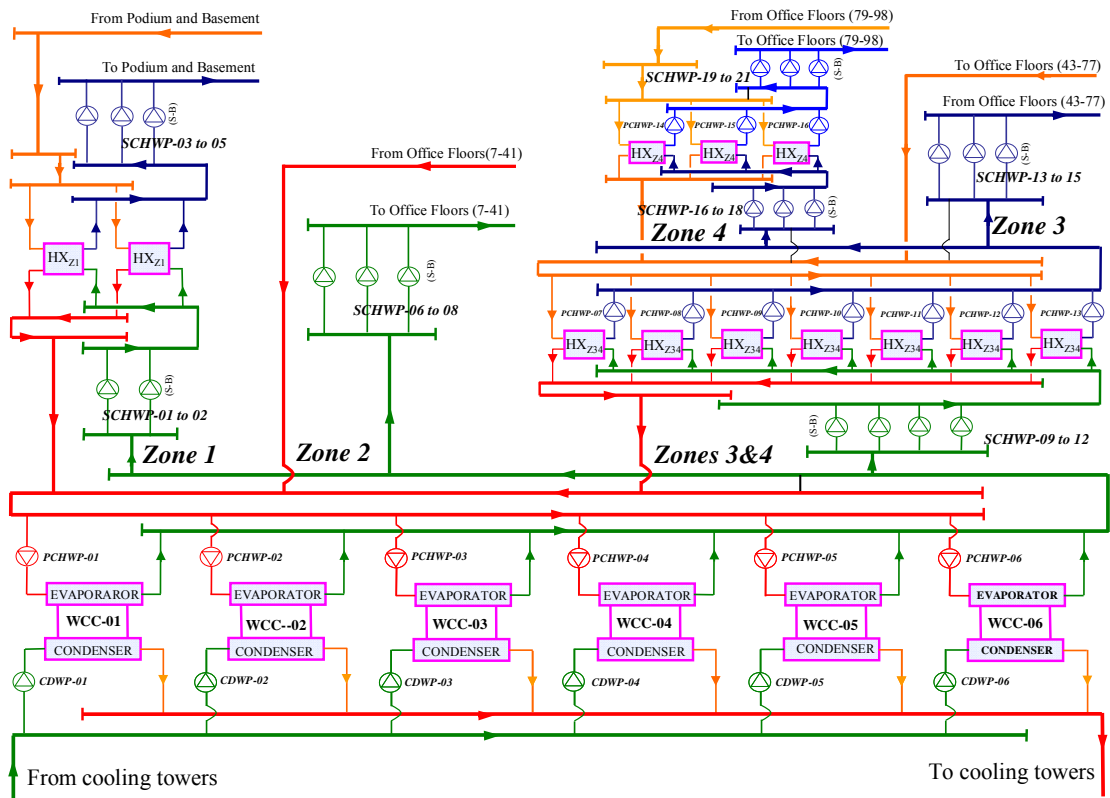 From Podium and Basement
From Office Floors (79-98)
To Office Floors (79-98)
To Podium and Basement
SCHWP-19 to 21
(S-B)
To Office Floors (43-77)
From Office Floors (43-77)
(S-B)
SCHWP-03 to 05
PCHWP-14
PCHWP-15
PCHWP-16
From Office Floors(7-41)
HXZ4
HXZ4
HXZ4
(S-B)
SCHWP-13 to 15
To Office Floors (7-41)
SCHWP-16 to 18
(S-B)
Zone 4
Zone 3
HXZ1
HXZ1
(S-B)
SCHWP-06 to 08
PCHWP-07
PCHWP-08
PCHWP-09
PCHWP-10
PCHWP-11
PCHWP-12
PCHWP-13
HXZ34
HXZ34
HXZ34
HXZ34
HXZ34
HXZ34
HXZ34
(S-B)
SCHWP-01 to 02
(S-B)
SCHWP-09 to 12
Zone 1
Zone 2
Zones 3&4
PCHWP-01
PCHWP-02
PCHWP-03
PCHWP-04
PCHWP-05
PCHWP-06
EVAPORAROR
EVAPORATOR
EVAPORATOR
EVAPORATOR
EVAPORATOR
EVAPORATOR
WCC-01
WCC--02
WCC-03
WCC-04
WCC-05
WCC-06
CONDENSER
CONDENSER
CONDENSER
CONDENSER
CONDENSER
CONDENSER
CDWP-01
CDWP-02
CDWP-03
CDWP-04
CDWP-05
CDWP-06
From cooling towers
To cooling towers